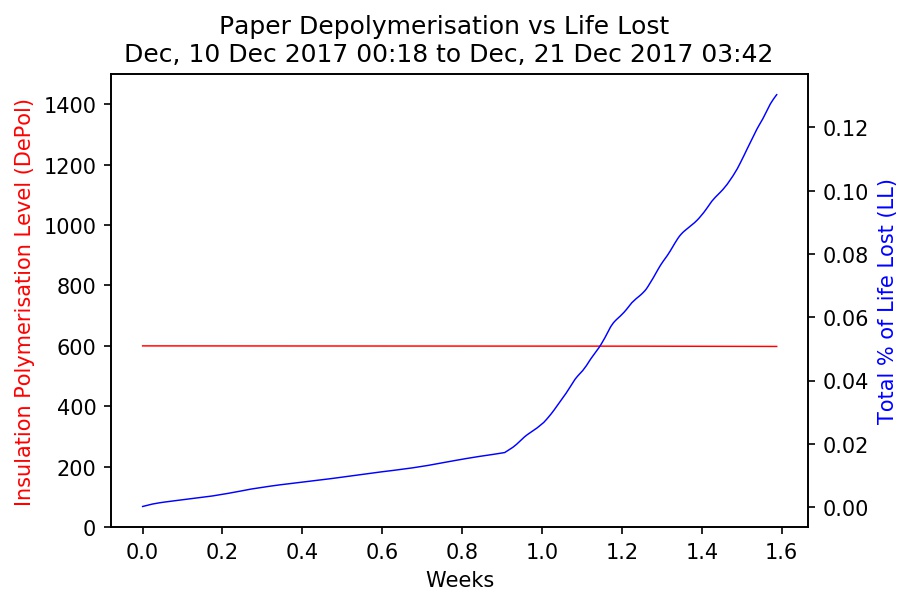 Paper Depolymerisation vs Life Lost
Dec, 10 Dec 2017 00:18 to Dec, 21 Dec 2017 03:42
Insulation Polymerisation Level (DePol)
1400
1200
1000
800
600
400
200
0
0.12
0.10
0.08
0.06
0.04
0.02
0.00
Total % of Life Lost (LL)
0.0 0.2 0.4 0.6 0.8 1.0 1.2 1.4 1.6
Weeks